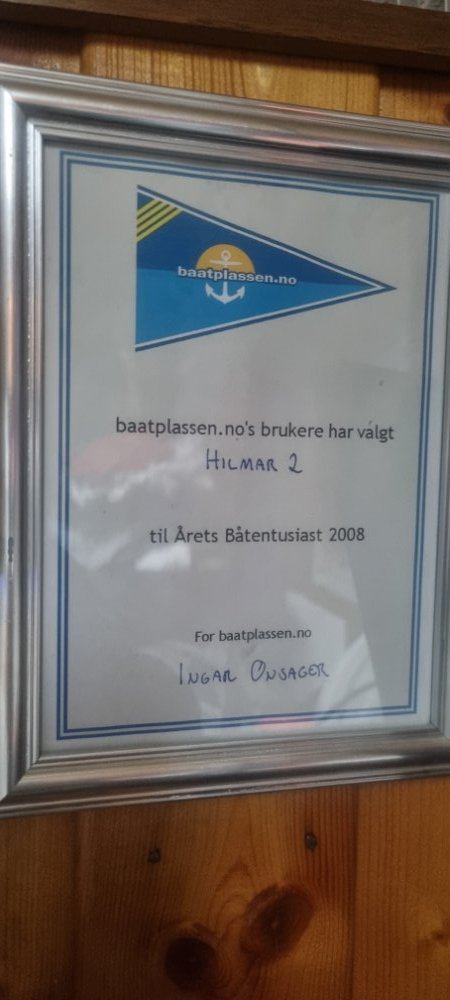 baatplassen.no
baatplassen.no's brukere har valgt
HILMAR 2
til Årets Båtentusiast 2008
For baatplassen.no
INGAR ONSAGER